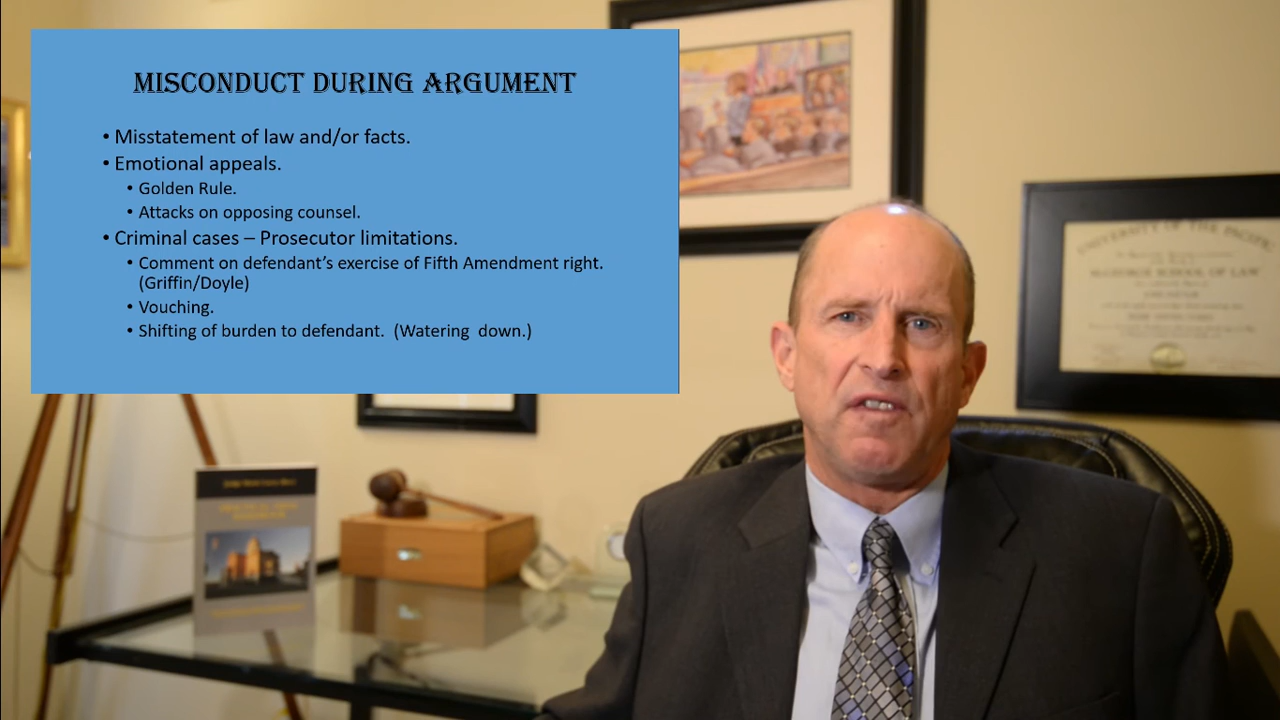 MISCONDUCT DURING ARGUMENT
• Misstatement of law and/or facts.
• Emotional appeals.
• Golden Rule.
• Attacks on opposing counsel.
• Criminal cases – Prosecutor limitations.
• Comment on defendant's exercise of Fifth Amendment right.
(Griffin/Doyle)
• Vouching.
• Shifting of burden to defendant. (Watering down.)
UNIVERSITY OF THE PACIFIC
McGEORGE SCHOOL OF LAW